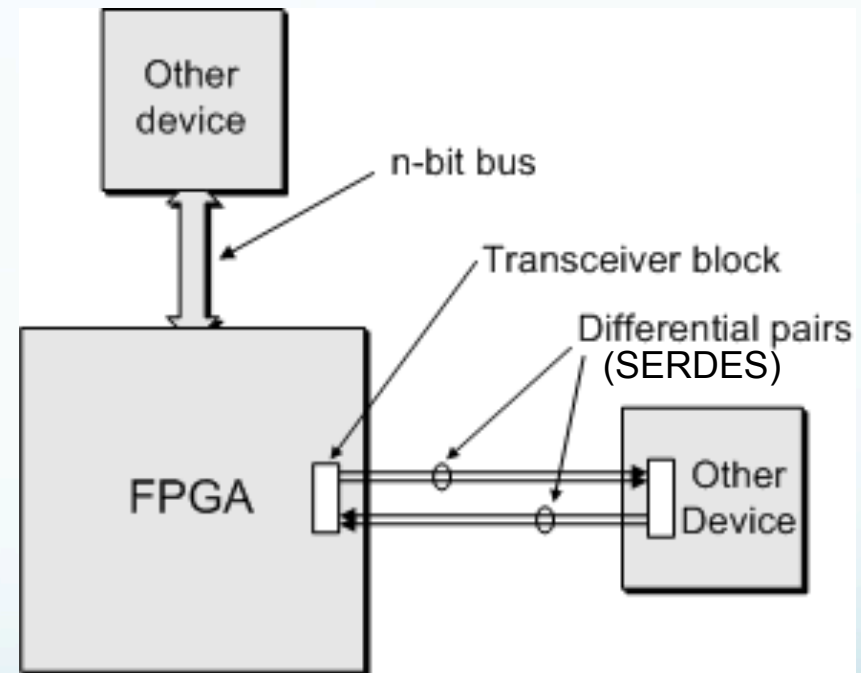 Other
device
n-bit bus
Transceiver block
Differential pairs
(SERDES)
FPGA
Other
Device